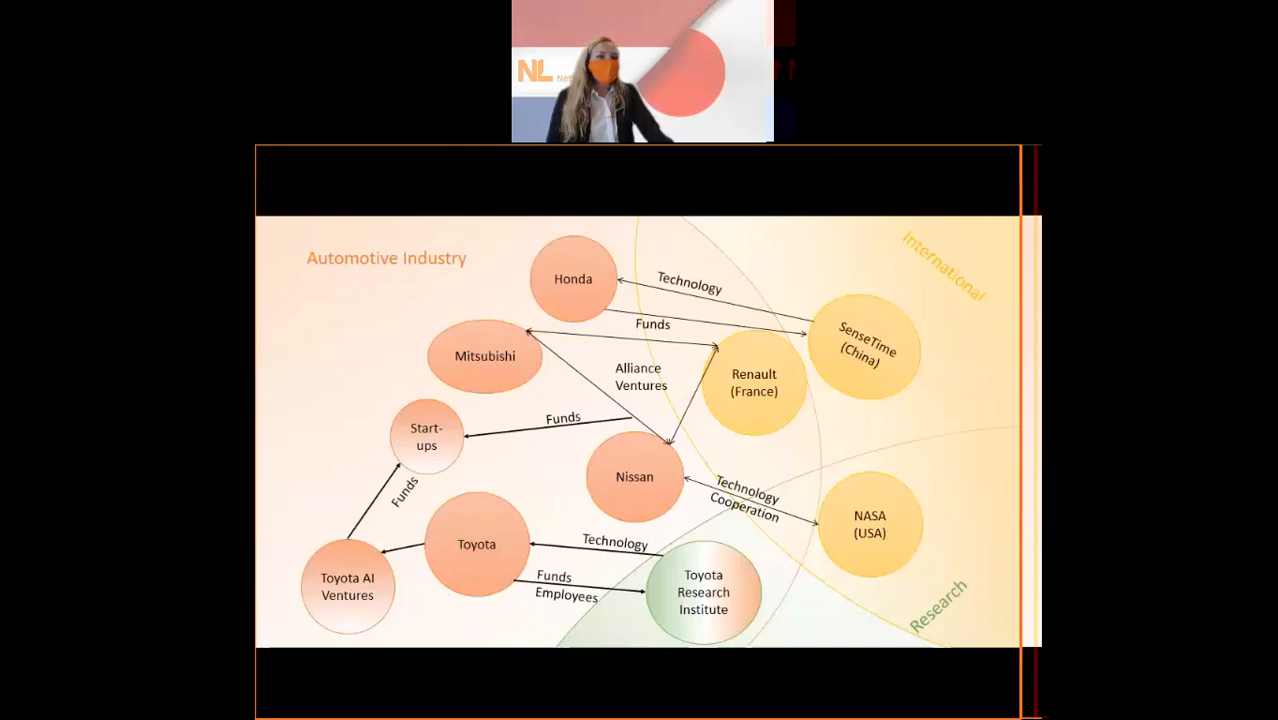 NL
Automotive Industry
International
Honda
Technology
Funds
SenseTime
(China)
Mitsubishi
Alliance
Ventures
Renault
(France)
Start-
ups
Funds
Nissan
Technology
Cooperation
NASA
(USA)
Funds
Toyota
Technology
Toyota AI
Ventures
Funds
Employees
Toyota
Research
Institute
Research